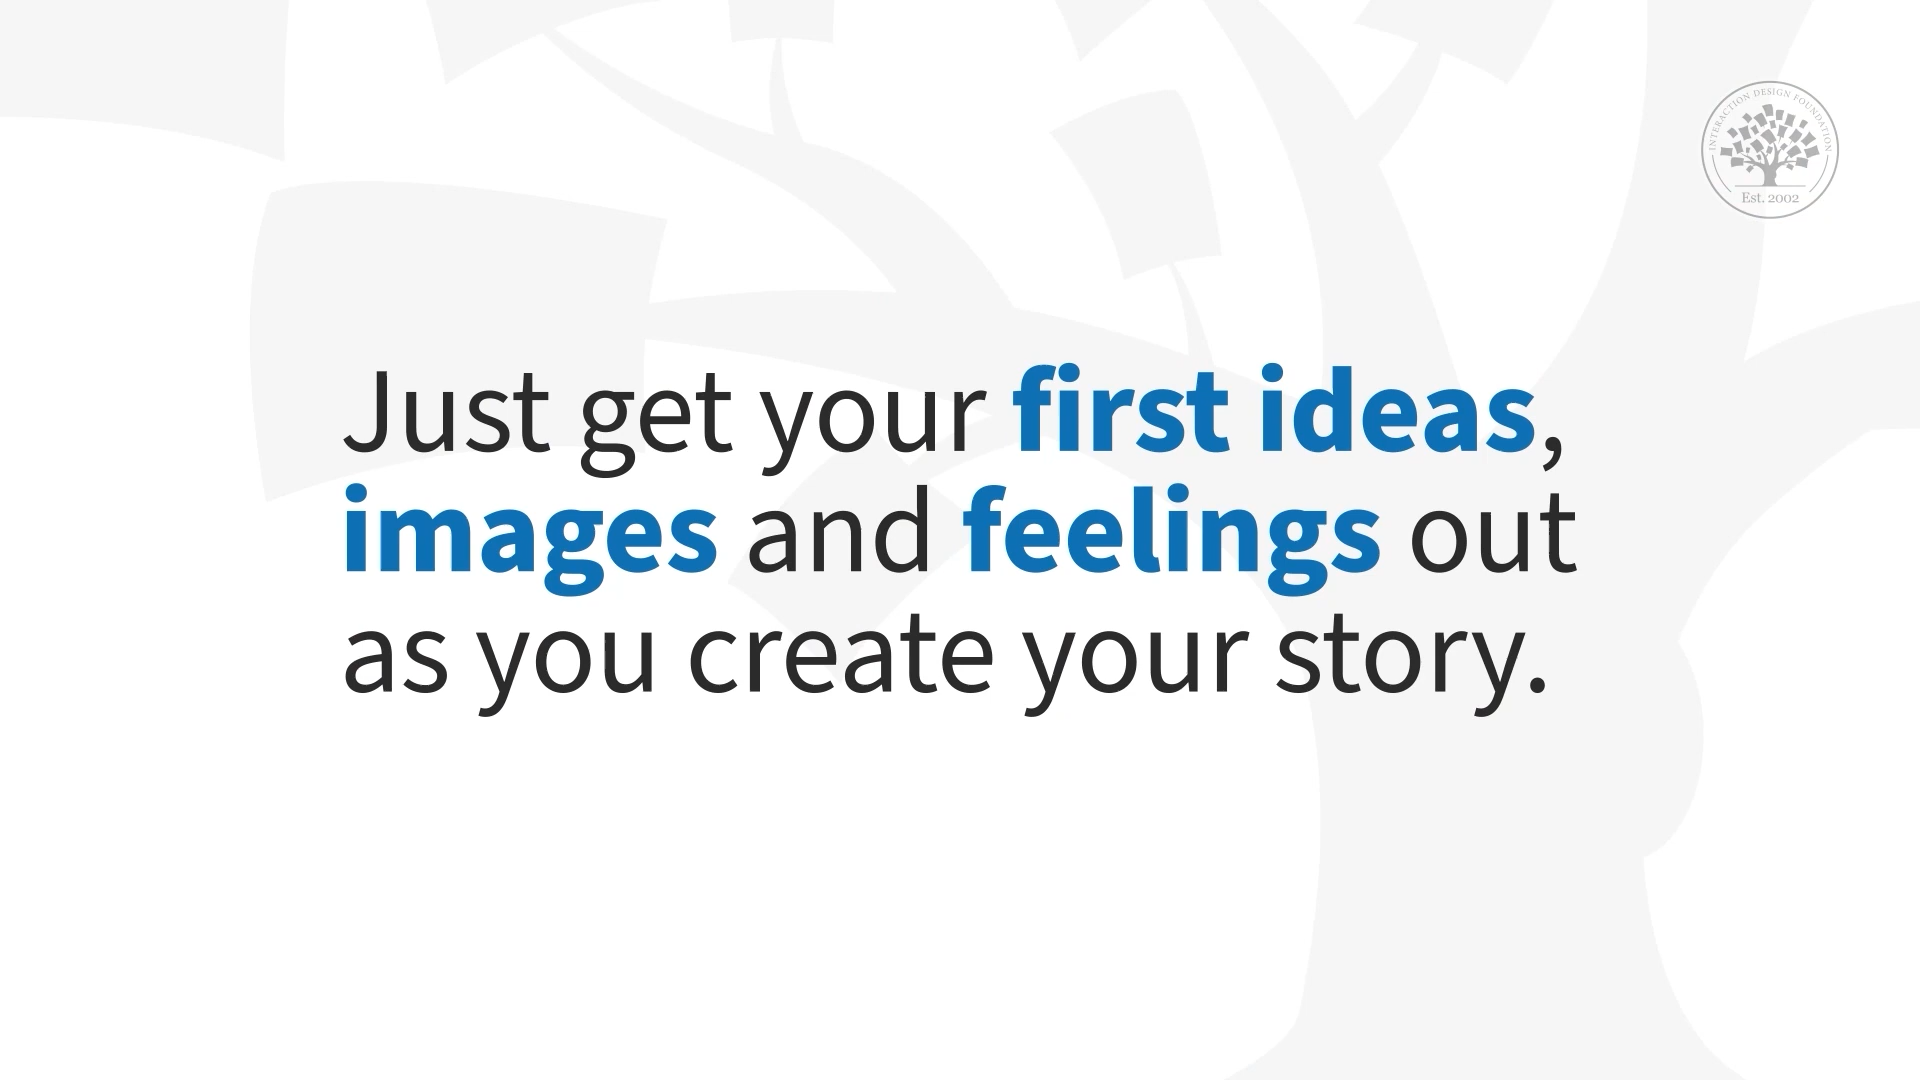 INTERACTION DESIGN FOUNDATION
Est. 2002
Just get your first ideas,
images and feelings out
as you create your story.